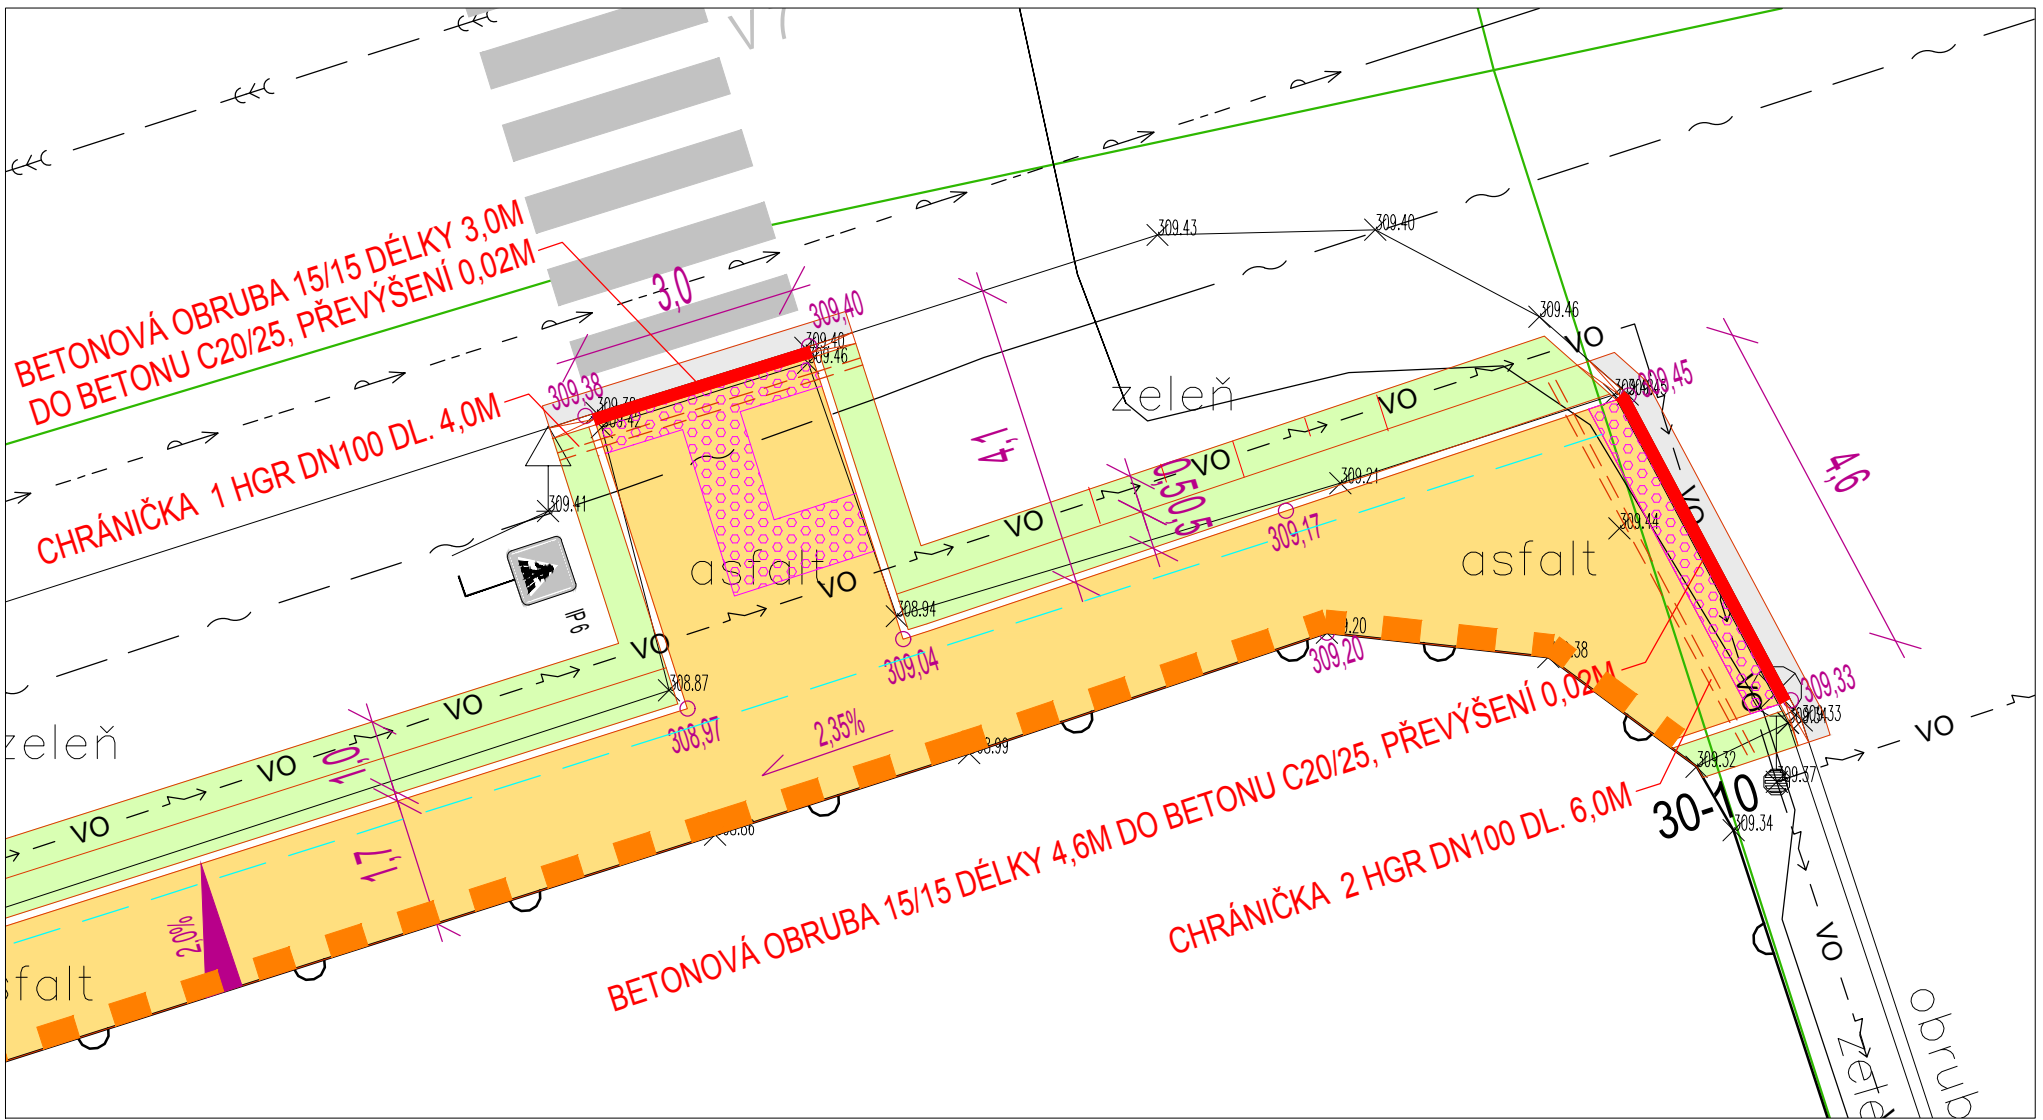 BETONOVÁ OBRUBA 15/15 DÉLKY 3,0M
DO BETONU C20/25, PŘEVÝŠENÍ 0,02M
CHRÁNIČKA 1 HGR DN100 DL. 4,0M
3,0
309,40
309.40
309.46
309,38
309.42
309.41
309.43
309.40
309.46
VO
zeleň
VO
309,45
4,6
4,1
VO
0,5
0,5
309.21
309,17
VO
VO
309.44
asfalt
asfalt
VO
IP6
308.94
309,04
VO
309,20
308.87
308,97
VO
309,33
309.32
309.37
VO
zeleň
VO
1,0
VO
VO
1,7
2,35%
2,0%
30-10
309.34
BETONOVÁ OBRUBA 15/15 DÉLKY 4,6M DO BETONU C20/25, PŘEVÝŠENÍ 0,02M
CHRÁNIČKA 2 HGR DN100 DL. 6,0M
VO